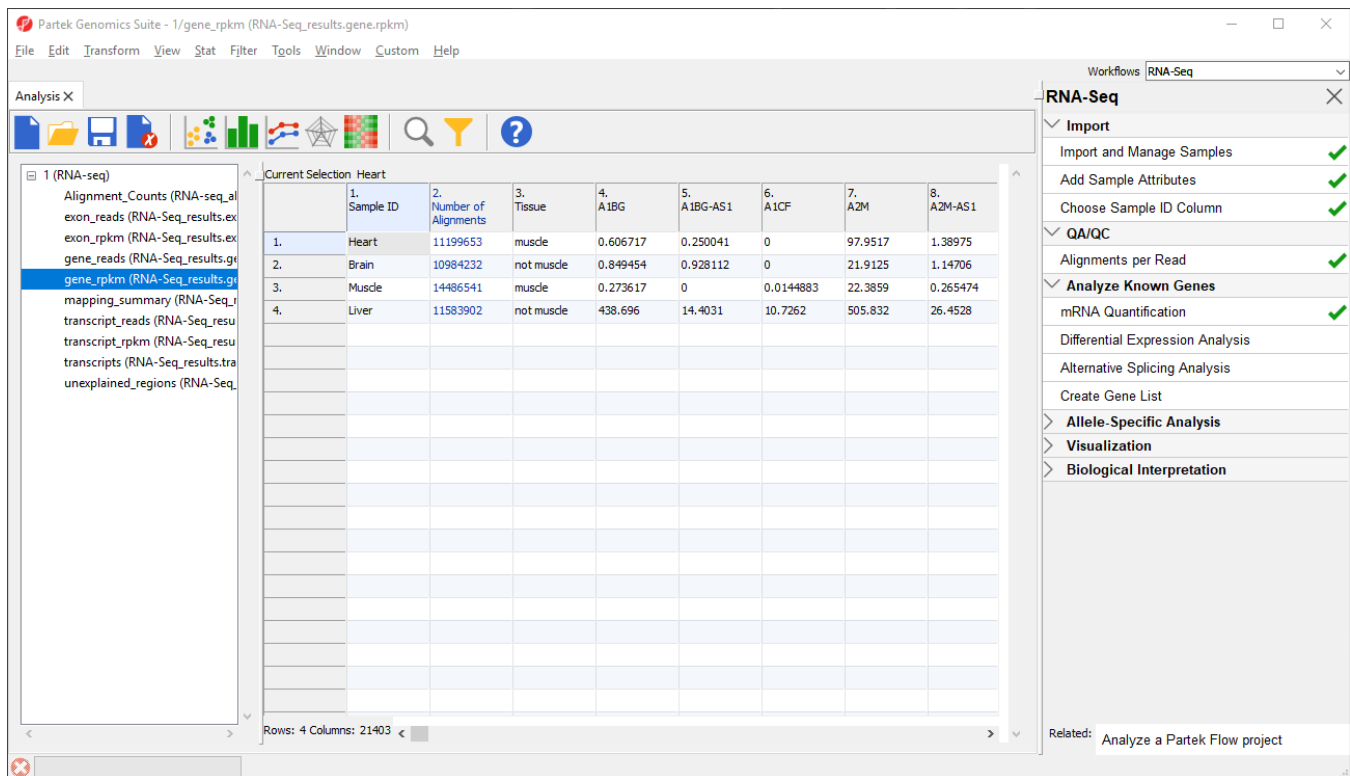 Partek Genomics Suite - 1/gene_rpkm (RNA-Seq_results.gene.rpkm)
File Edit Transform View Stat Filter Tools Window Custom Help
Workflows RNA-Seq
Analysis X
1 (RNA-seq)
Alignment_Counts (RNA-seq_al
exon_reads (RNA-Seq_results.ex
exon_rpkm (RNA-Seq_results.ex
gene_reads (RNA-Seq_results.ge
gene_rpkm (RNA-Seq_results.ge
mapping_summary (RNA-Seq_r
transcript_reads (RNA-Seq_resu
transcript_rpkm (RNA-Seq_resu
transcripts (RNA-Seq_results.tra
unexplained_regions (RNA-Seq_
Current Selection Heart
1. Sample ID 2. Number of Alignments 3. Tissue 4. A1BG 5. A1BG-AS1 6. A1CF 7. A2M 8. A2M-AS1
1. Heart 11199653 muscle 0.606717 0.250041 0 97.9517 1.38975
2. Brain 10984232 not muscle 0.849454 0.928112 0 21.9125 1.14706
3. Muscle 14486541 muscle 0.273617 0 0.0144883 22.3859 0.265474
4. Liver 11583902 not muscle 438.696 14.4031 10.7262 505.832 26.4528
Rows: 4 Columns: 21403
RNA-Seq
Import
Import and Manage Samples
Add Sample Attributes
Choose Sample ID Column
QA/QC
Alignments per Read
Analyze Known Genes
mRNA Quantification
Differential Expression Analysis
Alternative Splicing Analysis
Create Gene List
Allele-Specific Analysis
Visualization
Biological Interpretation
Related: Analyze a Partek Flow project